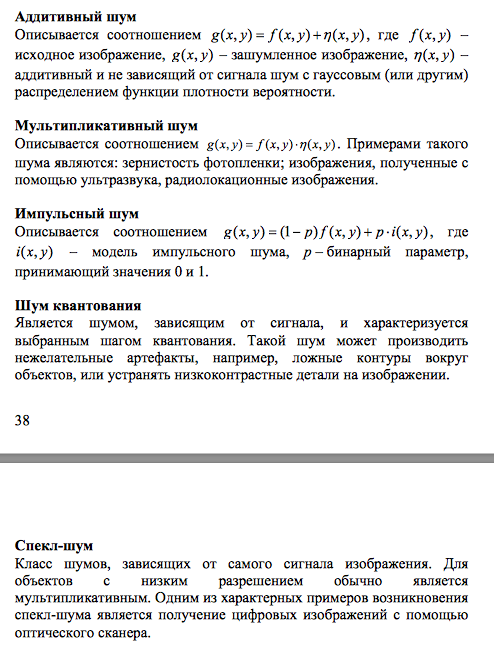 Аддитивный шум
Описывается соотношением g(x, y) = f(x, y) + η(x, y), где f(x, y) –
исходное изображение, g(x, y) – зашумленное изображение, η(x, y) –
аддитивный и не зависящий от сигнала шум с гауссовым (или другим)
распределением функции плотности вероятности.
Мультипликативный шум
Описывается соотношением g(x, y) = f(x, y) · η(x, y). Примерами такого
шума являются: зернистость фотопленки; изображения, полученные с
помощью ультразвука, радиолокационные изображения.
Импульсный шум
Описывается соотношением g(x, y) = (1 − p) f(x, y) + p · i(x, y), где
i(x, y) – модель импульсного шума, p – бинарный параметр,
принимающий значения 0 и 1.
Шум квантования
Является шумом, зависящим от сигнала, и характеризуется
выбранным шагом квантования. Такой шум может производить
нежелательные артефакты, например, ложные контуры вокруг
объектов, или устранять низкоконтрастные детали на изображении.
38
Спекл-шум
Класс шумов, зависящих от самого сигнала изображения. Для
объектов с низким разрешением обычно является
мультипликативным. Одним из характерных примеров возникновения
спекл-шума является получение цифровых изображений с помощью
оптического сканера.